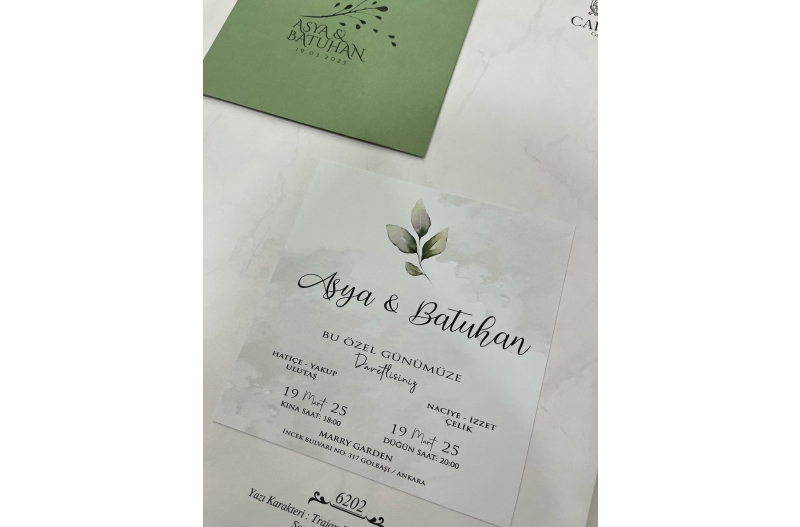 ASYA &
BATUHAN
19.03.2025
Asya & Batuhan
BU ÖZEL GÜNÜMÜZE
Davetlisiniz
HATİÇE - YAKUP
ULUTAŞ
19 Mart 25
KINA SAAT: 18:00
NACİYE - İZZET
ÇELİK
19 Mart 25
DÜĞÜN SAAT: 20:00
MARRY GARDEN
İNCEK BULVARI NO: 317 GÖLBAŞI / ANKARA
6202
Yazı Karakteri : Trajan